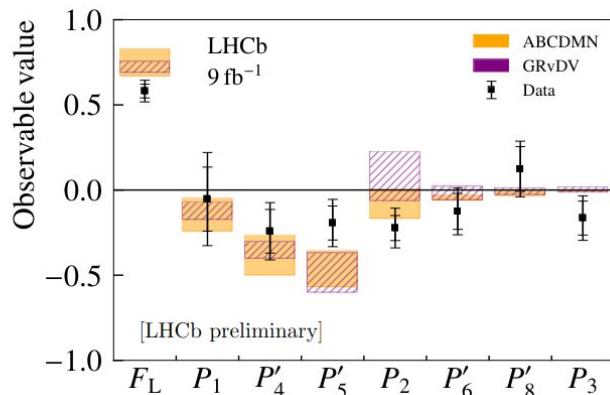 Observable value
1.0
0.5
0.0
−0.5
−1.0
LHCb
9 fb⁻¹
ABCDMN
GRvDV
Data
[LHCb preliminary]
F_L P_1 P'_4 P'_5 P_2 P'_6 P'_8 P_3